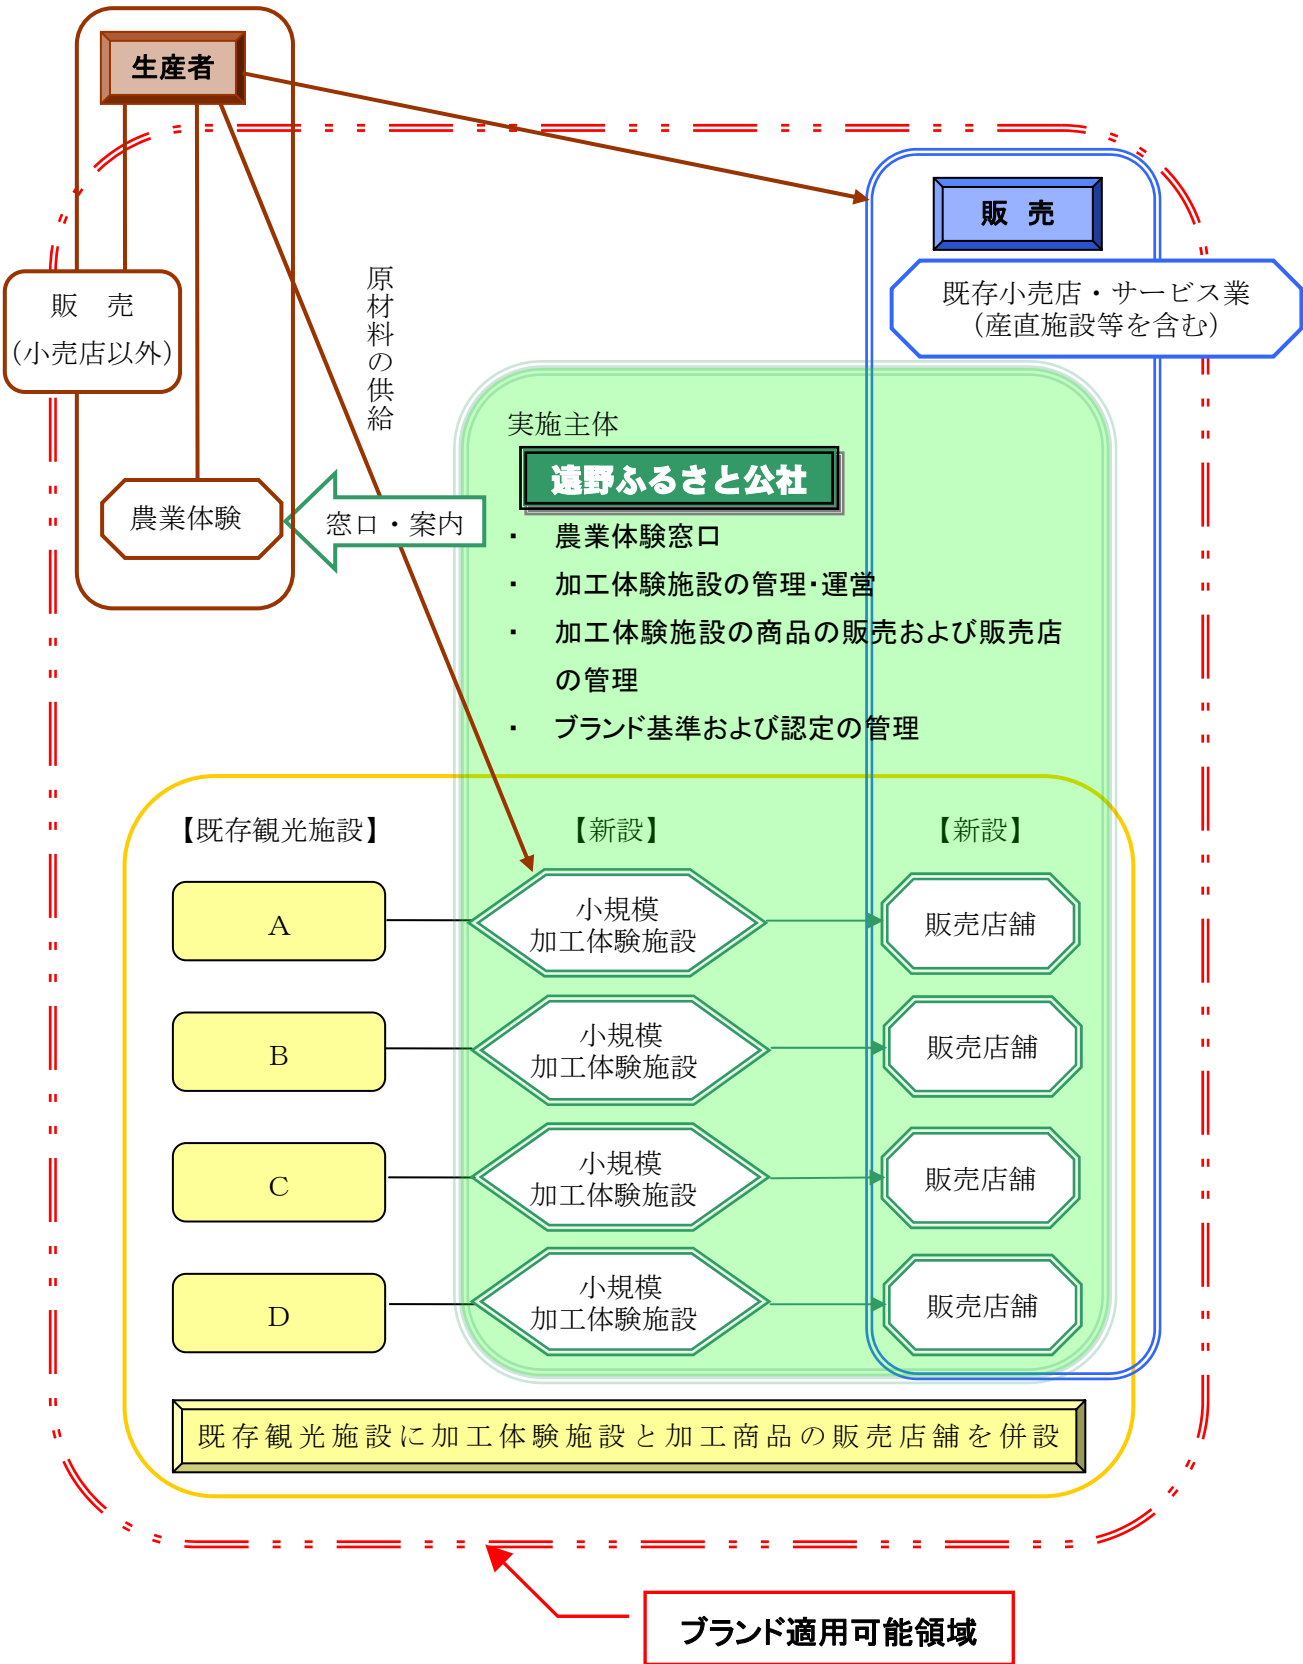 生産者
販　売
既存小売店・サービス業
（産直施設等を含む）
販　売
（小売店以外）
原材料の供給
農業体験
窓口・案内
実施主体
遠野ふるさと公社
・　農業体験窓口
・　加工体験施設の管理・運営
・　加工体験施設の商品の販売および販売店
の管理
・　ブランド基準および認定の管理
【既存観光施設】
【新設】
【新設】
A
小規模
加工体験施設
販売店舗
B
小規模
加工体験施設
販売店舗
C
小規模
加工体験施設
販売店舗
D
小規模
加工体験施設
販売店舗
既存観光施設に加工体験施設と加工商品の販売店舗を併設
ブランド適用可能領域